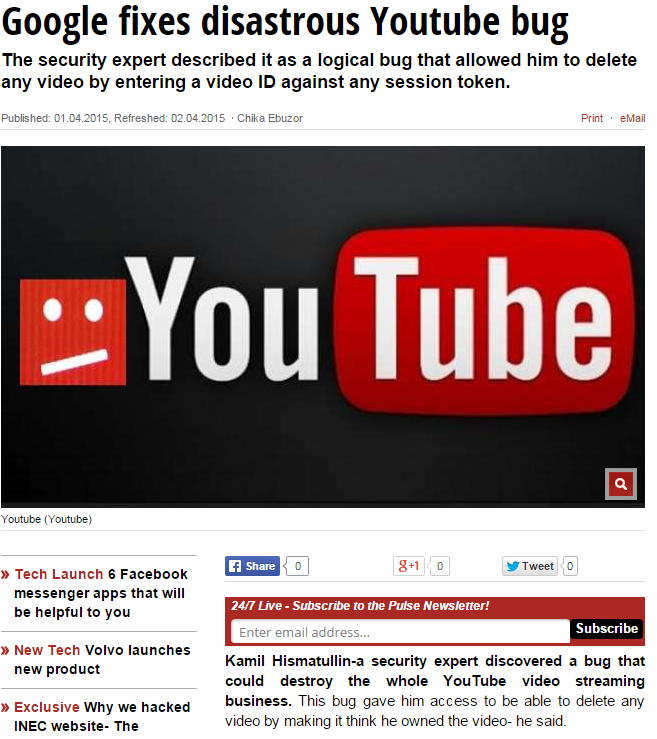 Google fixes disastrous Youtube bug
The security expert described it as a logical bug that allowed him to delete
any video by entering a video ID against any session token.
Published: 01.04.2015, Refreshed: 02.04.2015 · Chika Ebuzor
Print · eMail
YouTube
Youtube (Youtube)
» Tech Launch 6 Facebook
messenger apps that will
be helpful to you
» New Tech Volvo launches
new product
» Exclusive Why we hacked
INEC website- The
Share 0
g+1 0
Tweet 0
24/7 Live - Subscribe to the Pulse Newsletter!
Enter email address...
Subscribe
Kamil Hismatullin-a security expert discovered a bug that
could destroy the whole YouTube video streaming
business. This bug gave him access to be able to delete any
video by making it think he owned the video- he said.